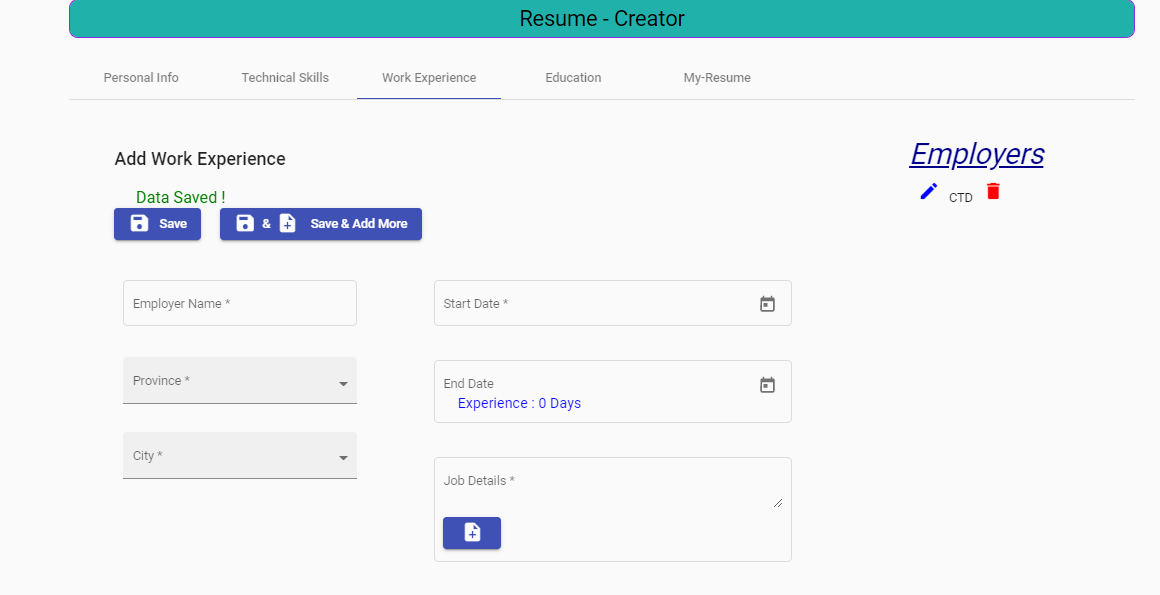 Resume - Creator
Personal Info
Technical Skills
Work Experience
Education
My-Resume
Add Work Experience
Employers
CTD
Data Saved !
Save
& Save & Add More
Employer Name *
Start Date *
Province *
End Date
Experience : 0 Days
City *
Job Details *